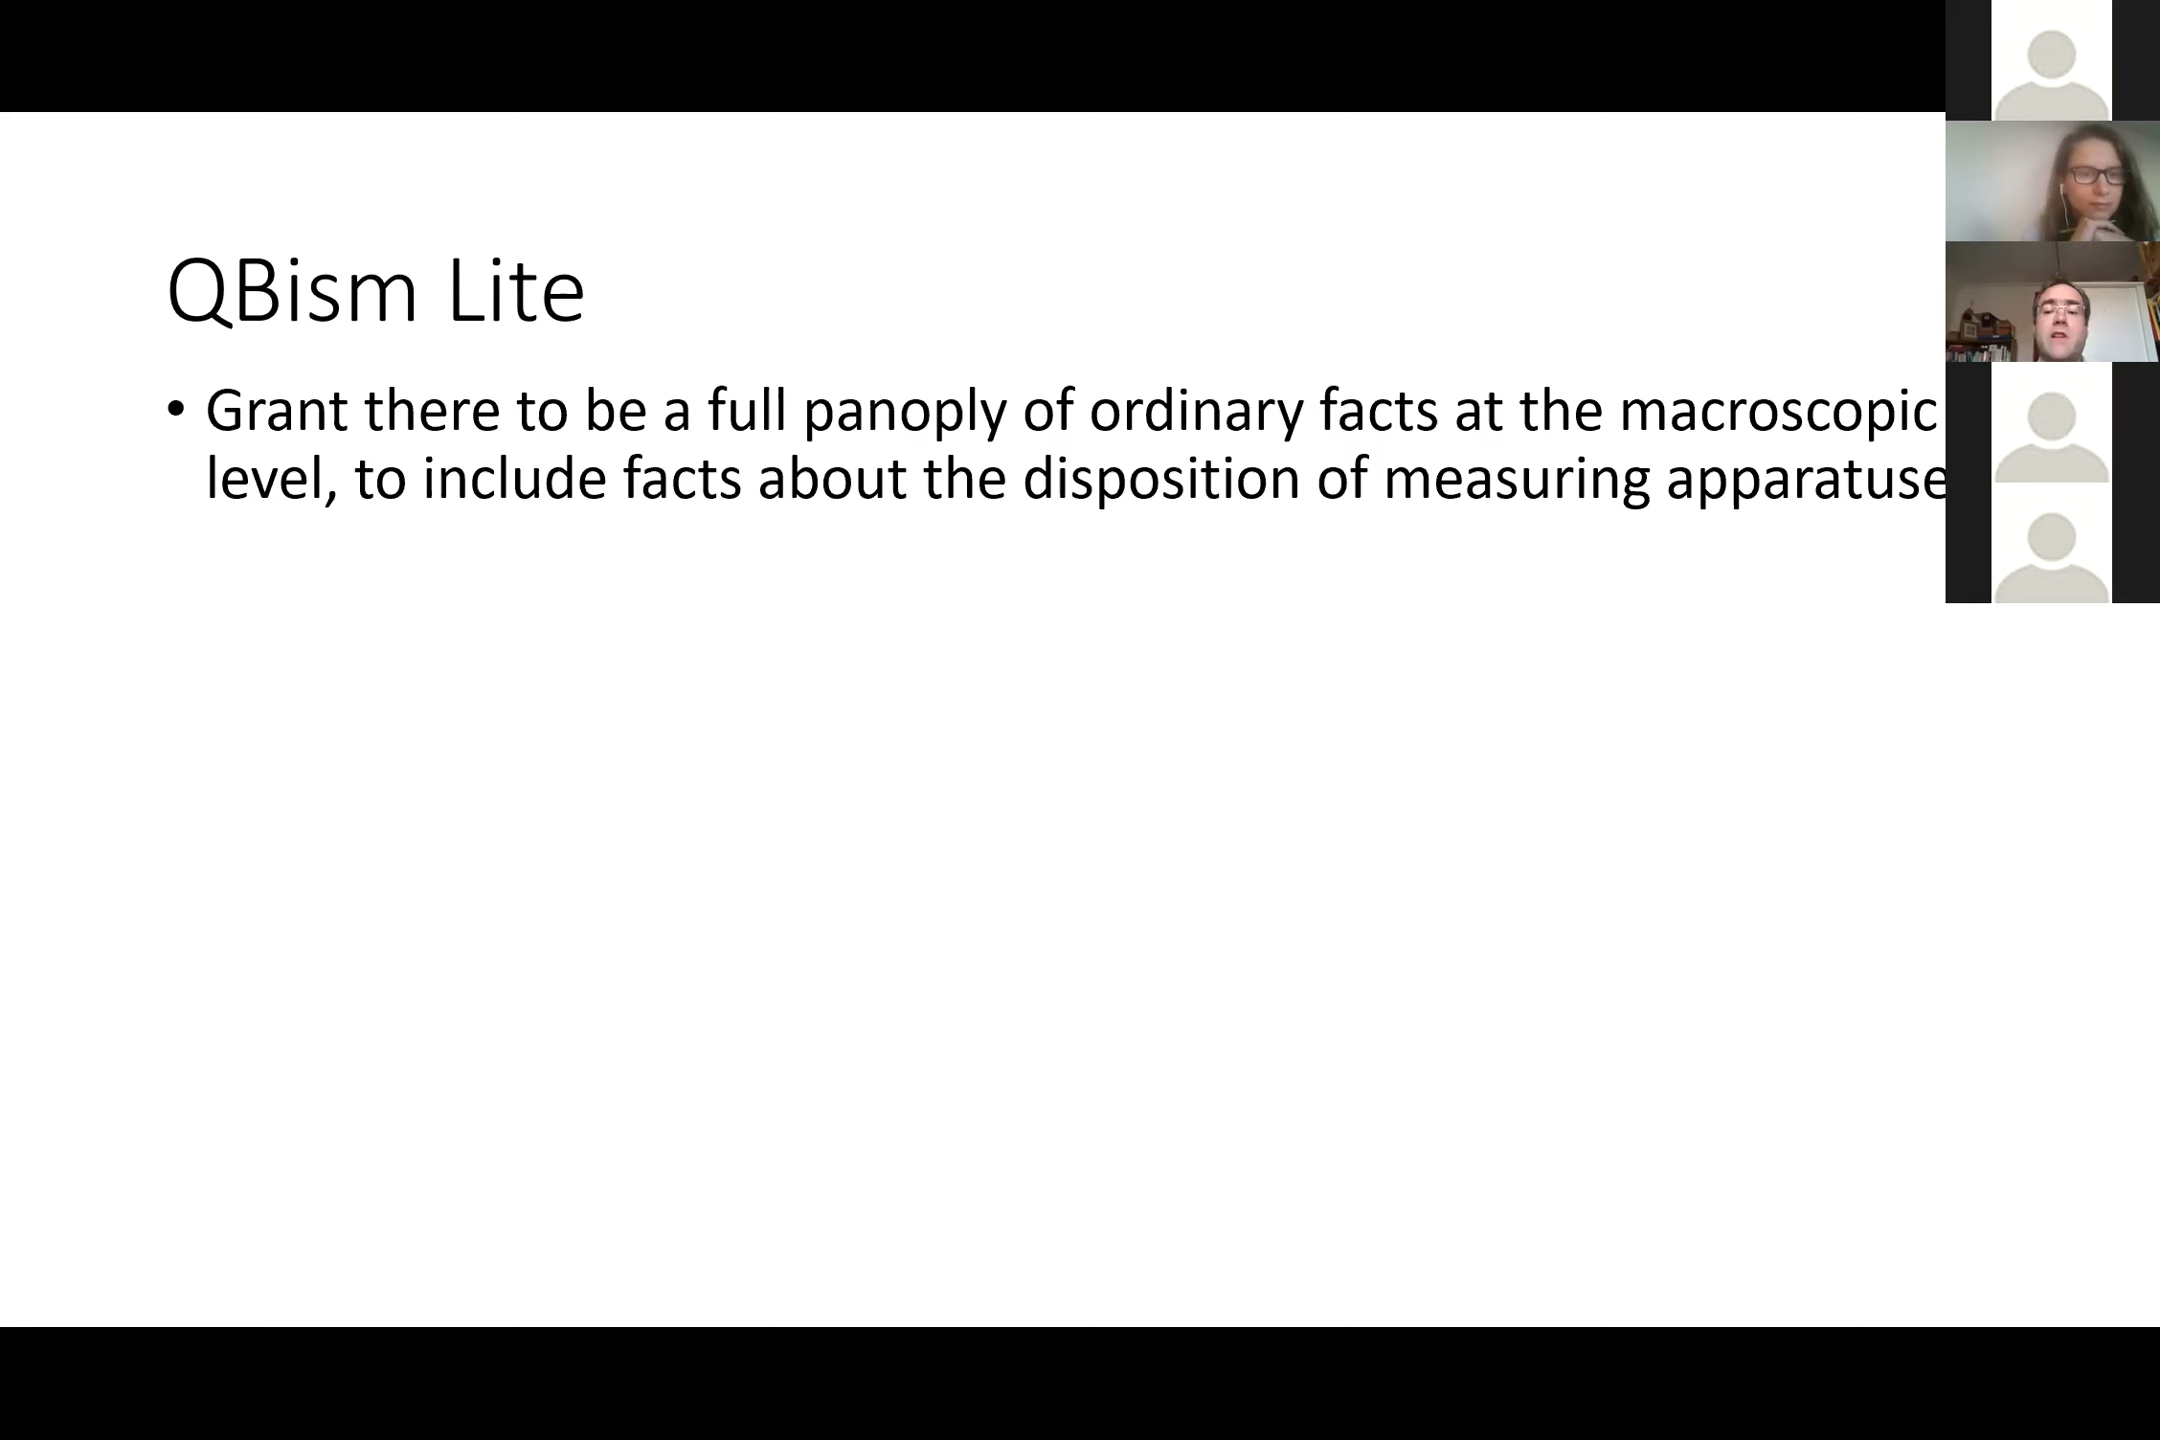 QBism Lite
• Grant there to be a full panoply of ordinary facts at the macroscopic
level, to include facts about the disposition of measuring apparatuse